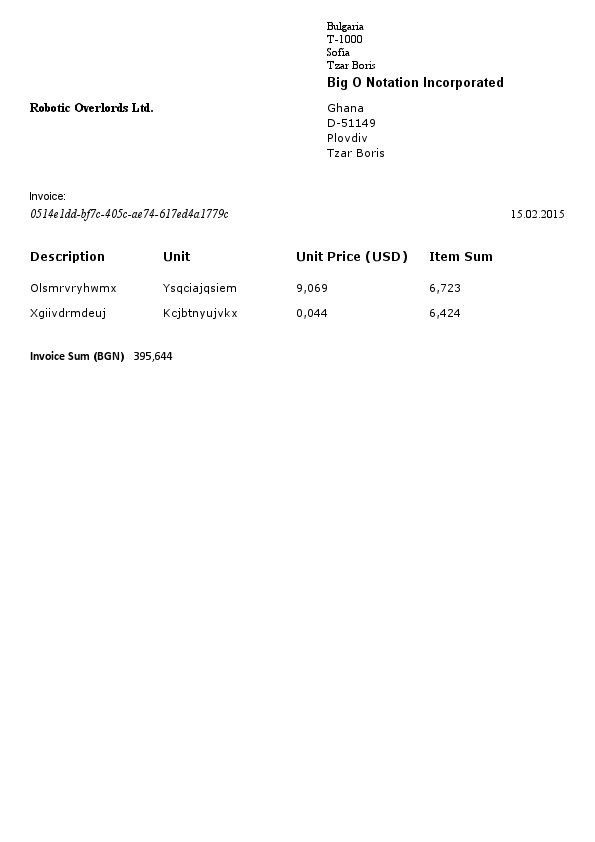 Bulgaria
T-1000
Sofia
Tzar Boris
Big O Notation Incorporated
Robotic Overlords Ltd.
Ghana
D-51149
Plovdiv
Tzar Boris
Invoice:
0514e1dd-bf7c-405c-ae74-617ed4a1779c
15.02.2015
Description Unit Unit Price (USD) Item Sum
Olsmrvryhwmx Ysqciajqsiem 9,069 6,723
Xgiivdrmdeuj Kcjbtnyujvkx 0,044 6,424
Invoice Sum (BGN) 395,644